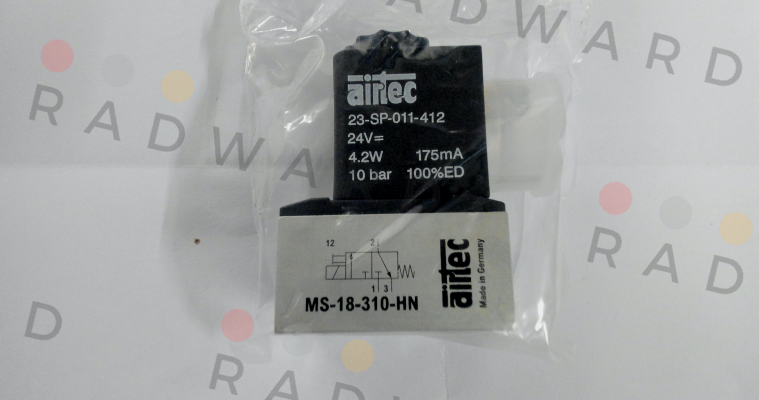 RADWARD
RADWARD
airtec
23-SP-011-412
24V=
4.2W 175mA
10 bar 100%ED
12 2
1 3
MS-18-310-HN
airtec
Made in Germany
RAD
D
RADWARD